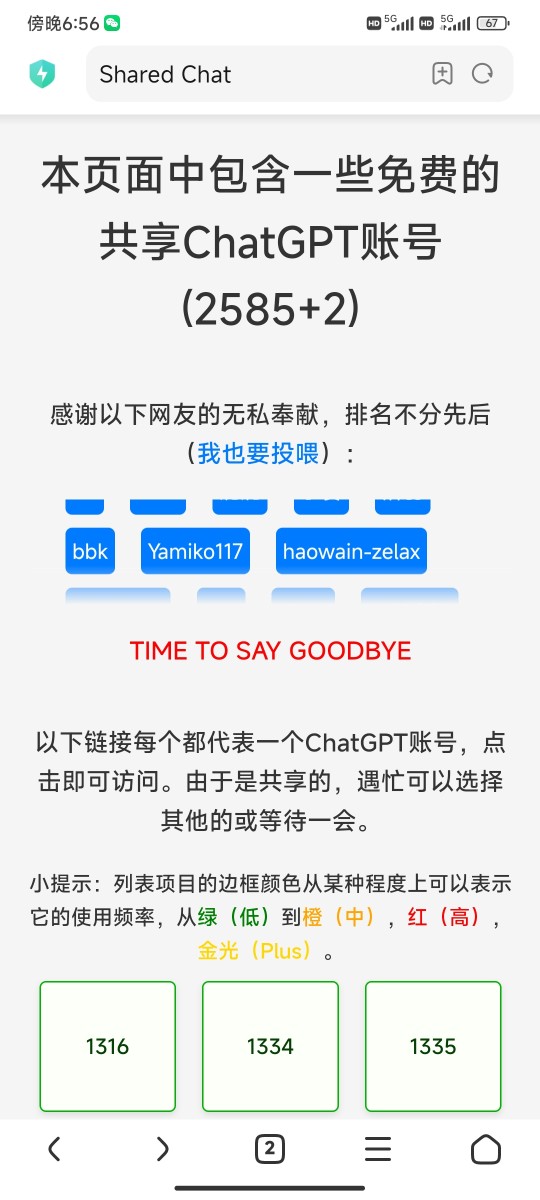 傍晚6:56 HD 5G HD 5G 67
Shared Chat
本页面中包含一些免费的
共享ChatGPT账号
(2585+2)
感谢以下网友的无私奉献，排名不分先后
（我也要投喂）：
bbk Yamiko117 haowain-zelax
TIME TO SAY GOODBYE
以下链接每个都代表一个ChatGPT账号，点
击即可访问。由于是共享的，遇忙可以选择
其他的或等待一会。
小提示：列表项目的边框颜色从某种程度上可以表示
它的使用频率，从绿（低）到橙（中），红（高），
金光（Plus）。
1316 1334 1335
2